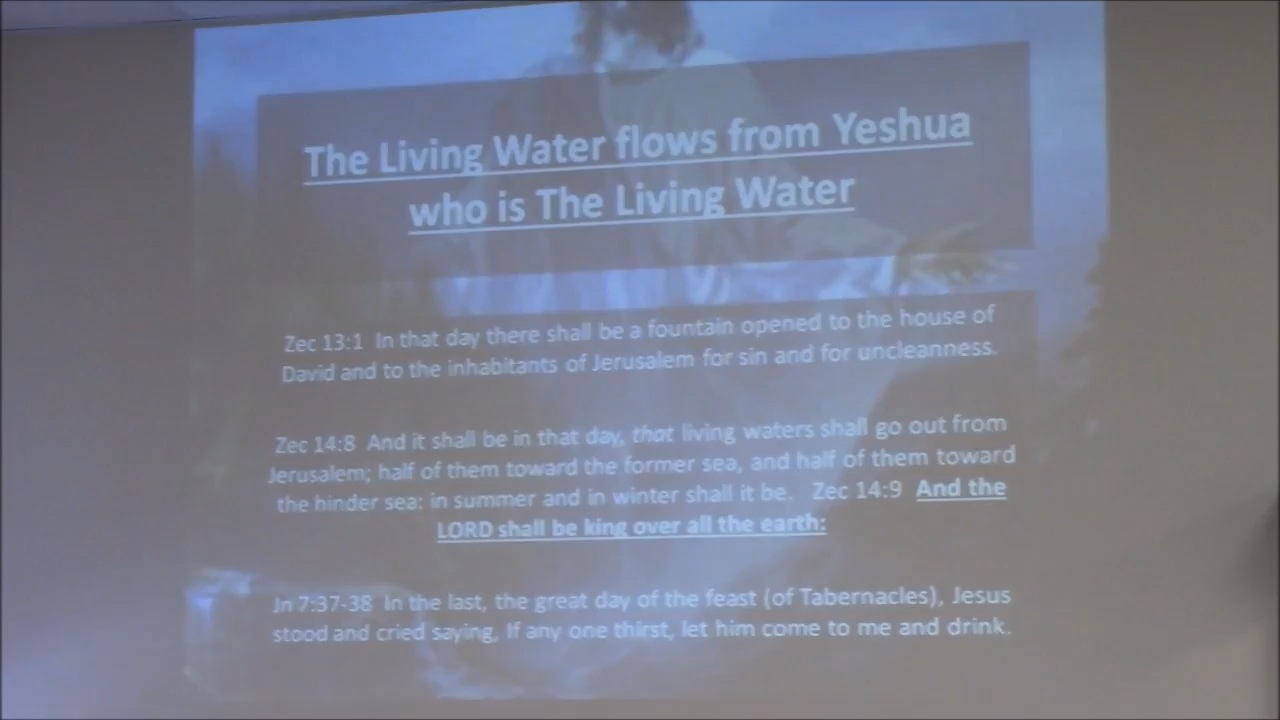 The Living Water flows from Yeshua
who is The Living Water
Zec 13:1 In that day there shall be a fountain opened to the house of
David and to the inhabitants of Jerusalem for sin and for uncleanness.
Zec 14:8 And it shall be in that day, that living waters shall go out from
Jerusalem; half of them toward the former sea, and half of them toward
the hinder sea: in summer and in winter shall it be. Zec 14:9 And the
LORD shall be king over all the earth:
Jn 7:37-38 In the last, the great day of the feast (of Tabernacles), Jesus
stood and cried saying, If any one thirst, let him come to me and drink.